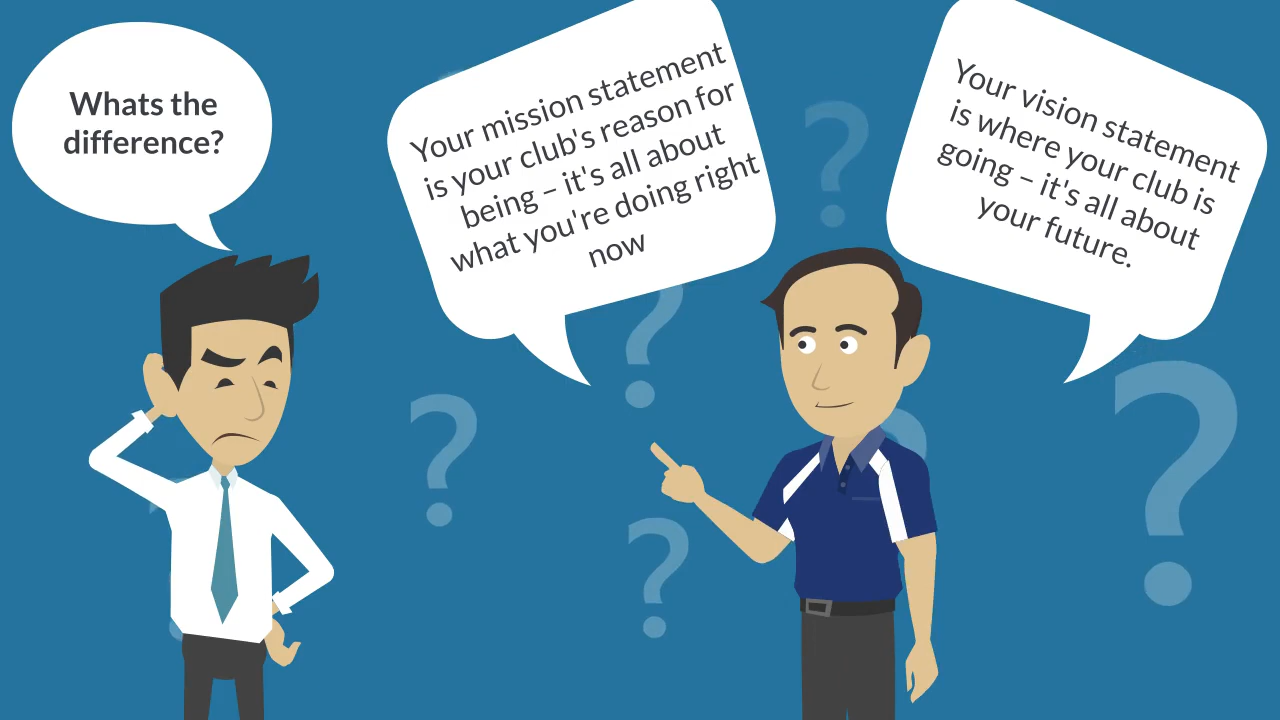 Whats the
difference?
Your mission statement
is your club's reason for
being – it's all about
what you're doing right
now
Your vision statement
is where your club is
going – it's all about
your future.